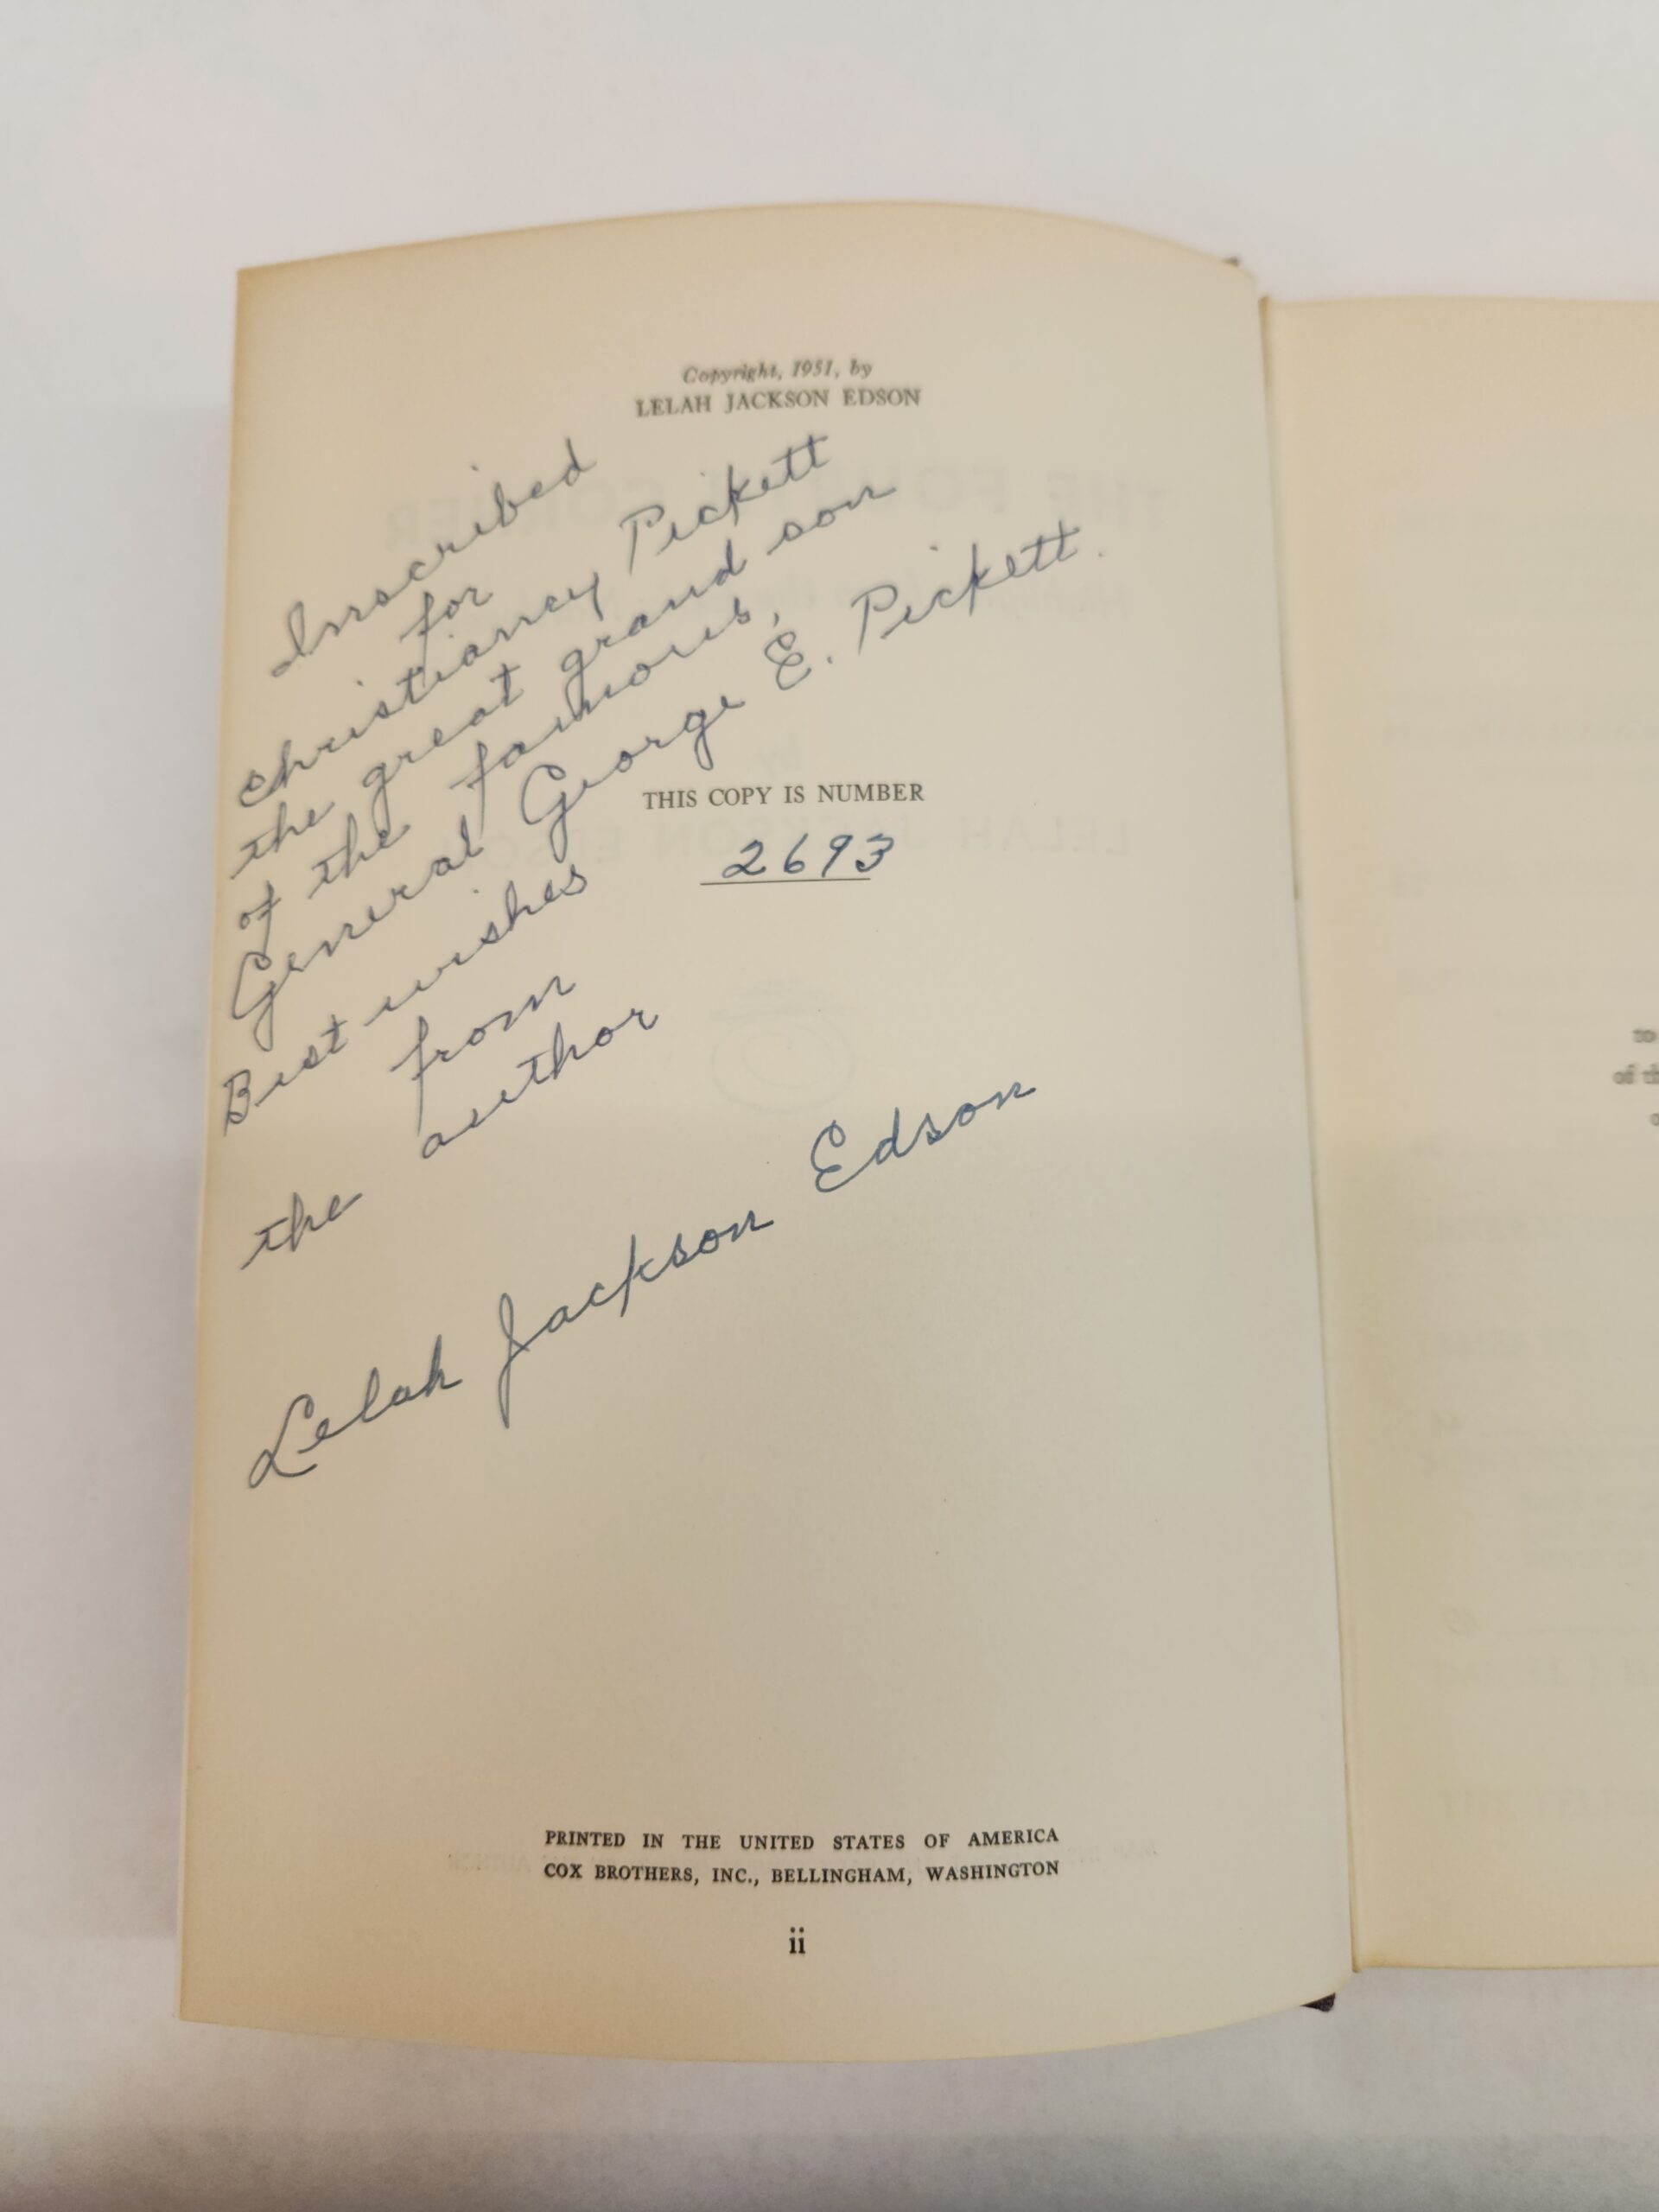 Copyright, 1951, by
LELAH JACKSON EDSON
Inscribed
for
Christiancy Pickett
the great grand son
of the famous,
General George E. Pickett.
Best wishes
from
the author
Lelah Jackson Edson
THIS COPY IS NUMBER
2693
PRINTED IN THE UNITED STATES OF AMERICA
COX BROTHERS, INC., BELLINGHAM, WASHINGTON
ii